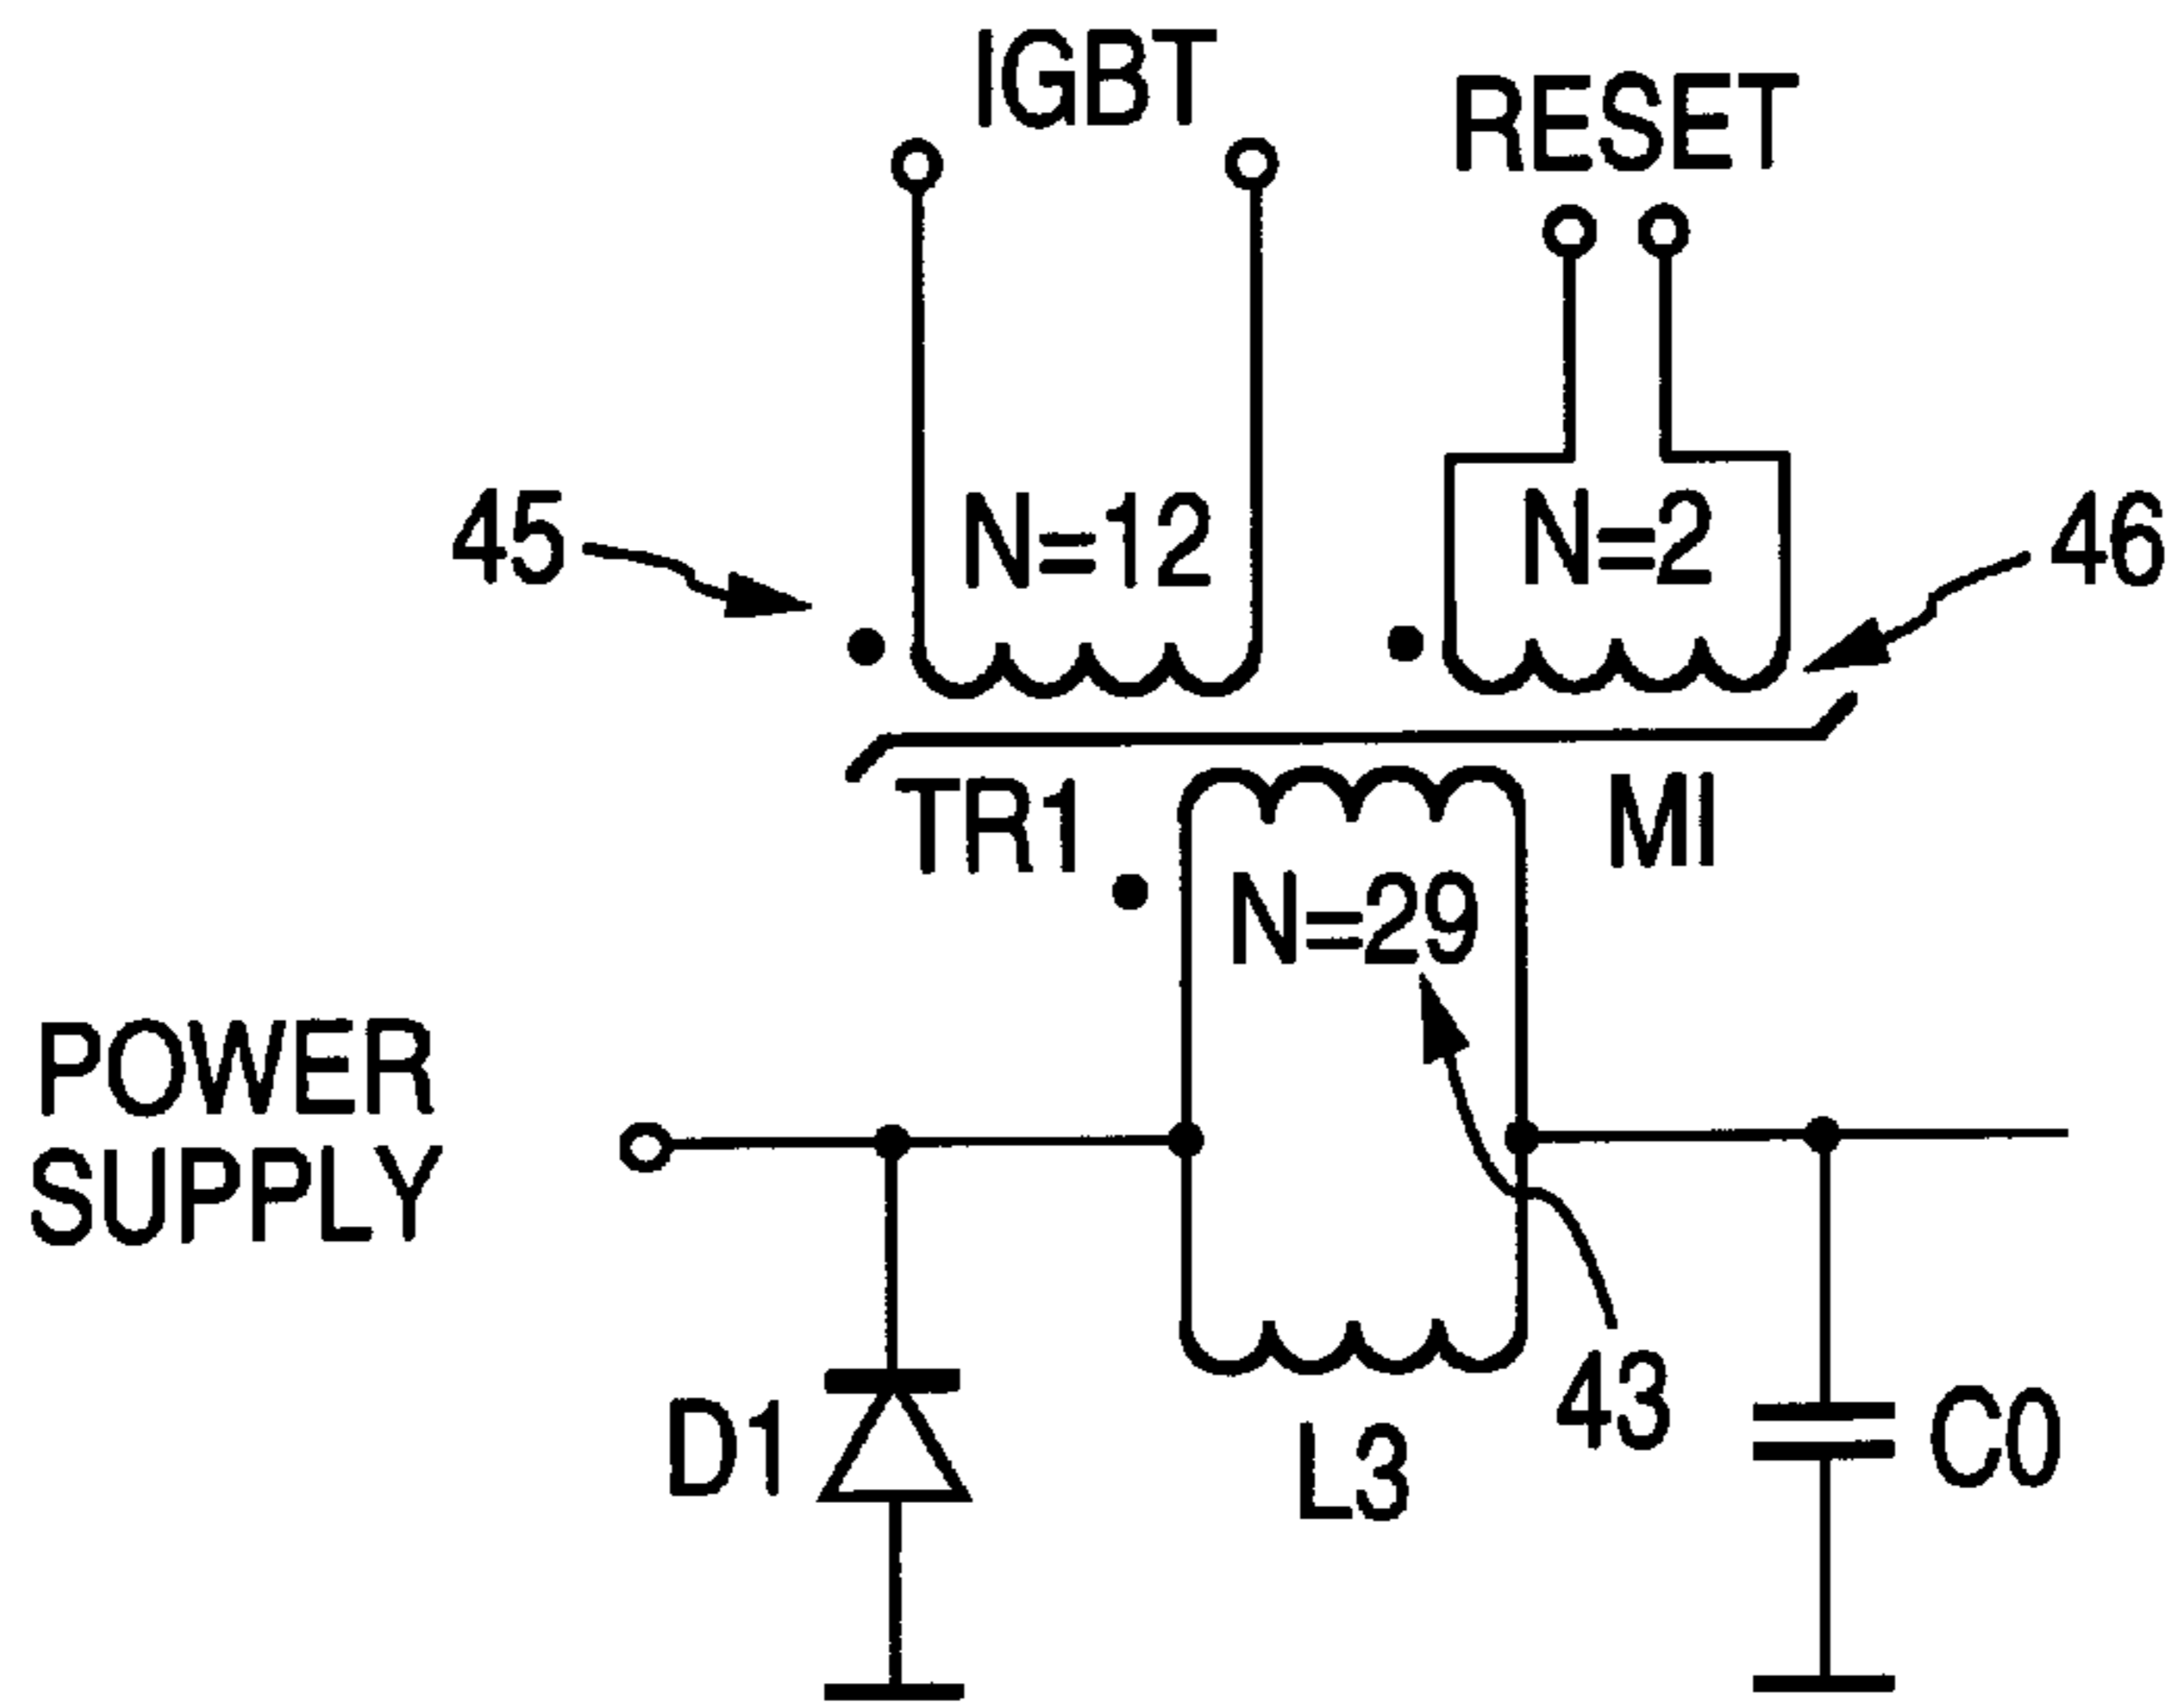 IGBT
RESET
45
N=12
N=2
46
TR1
MI
N=29
POWER
SUPPLY
D1
L3
43
C0